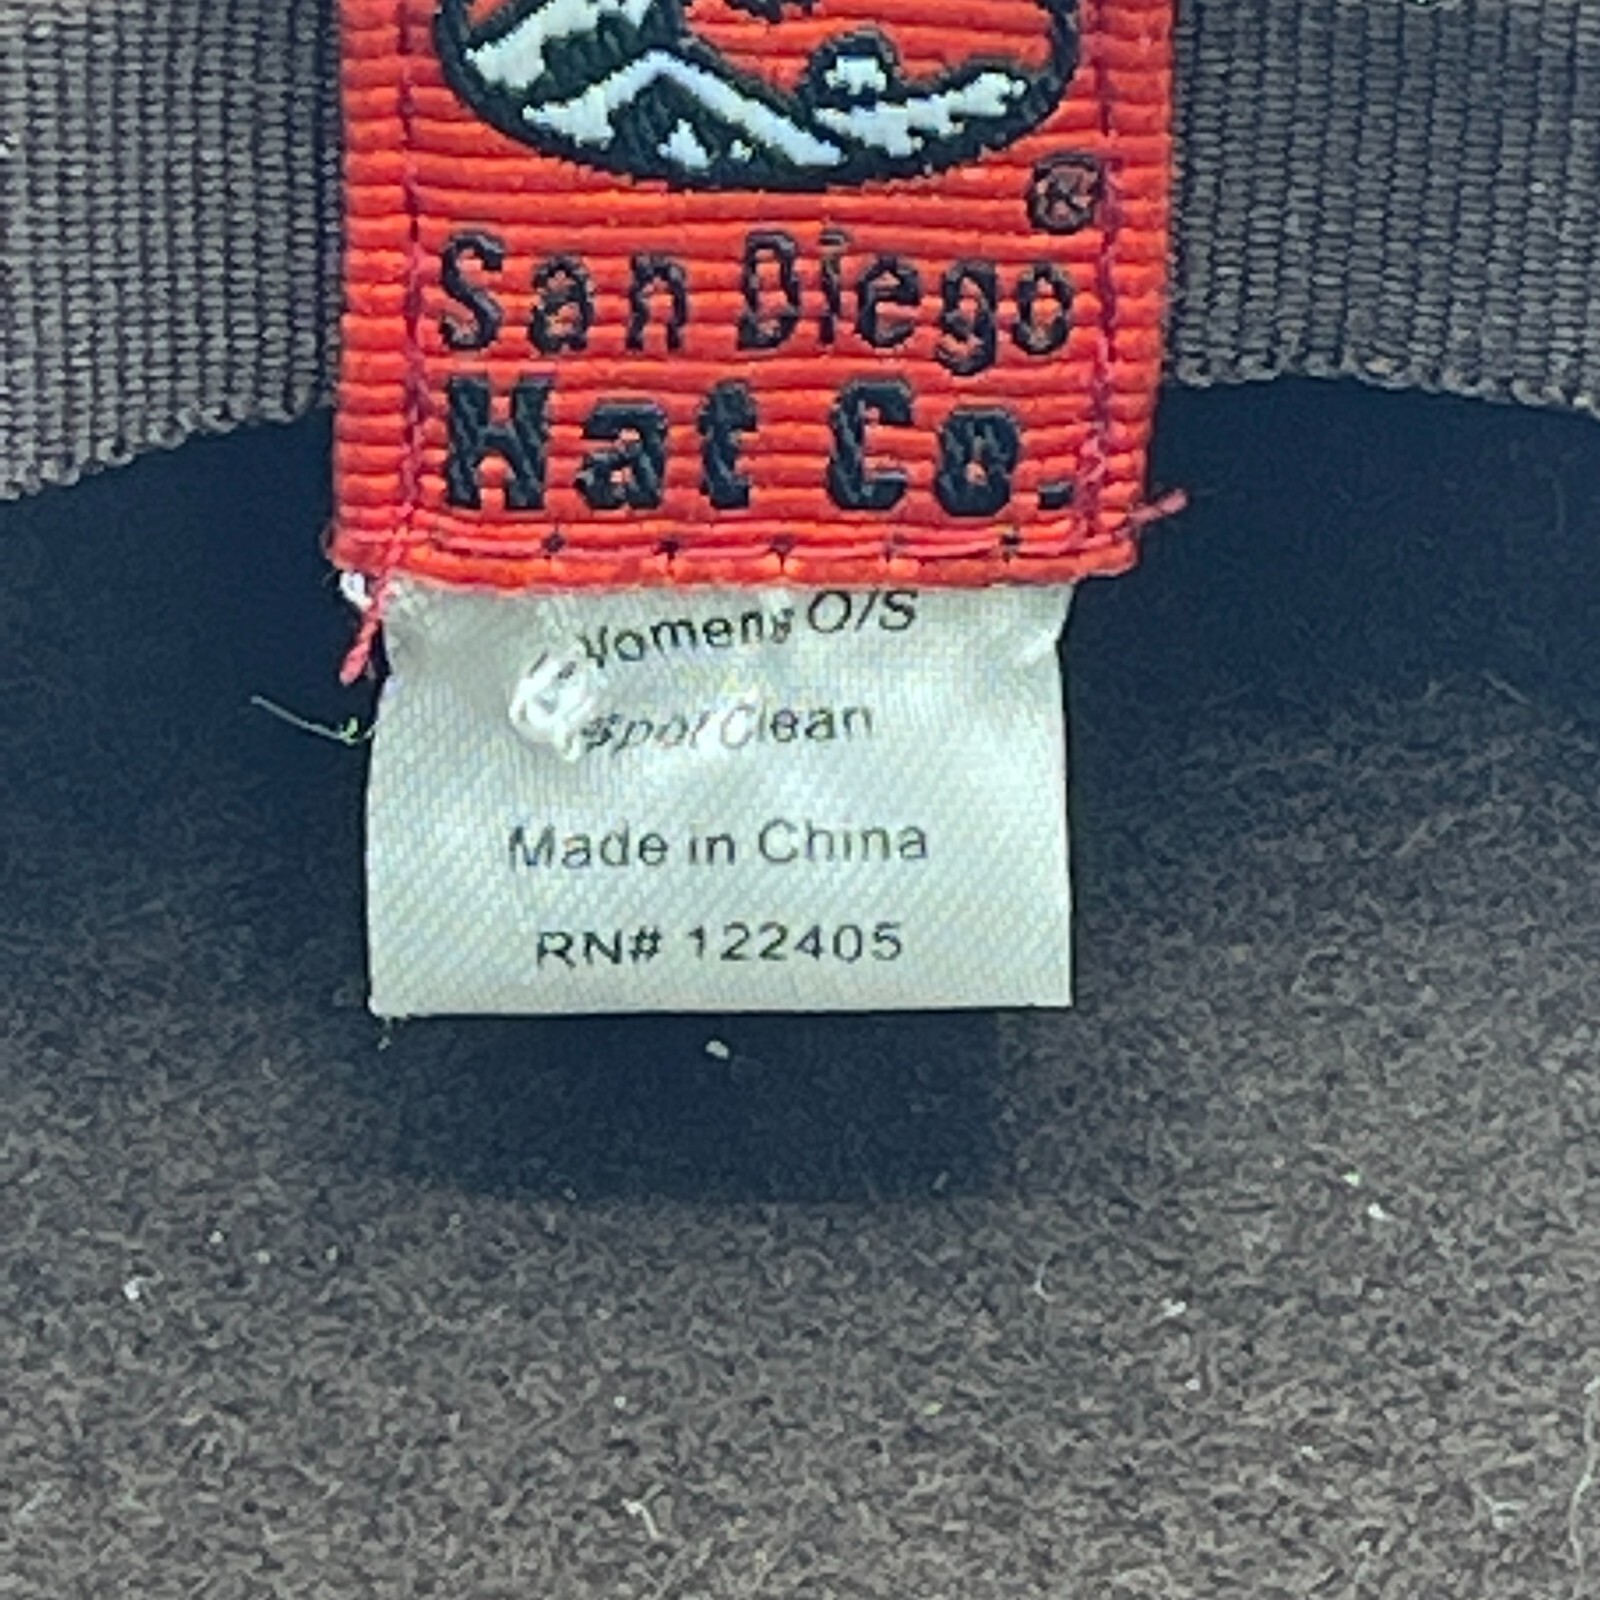 ®
San Diego
Hat Co.
Womens O/S
Spot Clean
Made in China
RN# 122405